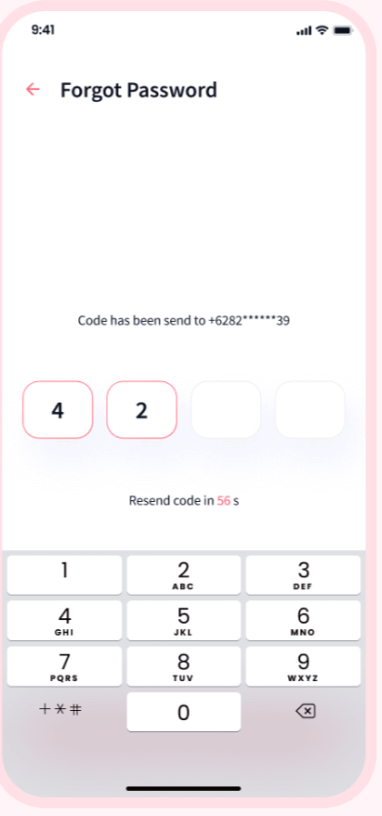 9:41
Forgot Password
Code has been send to +6282******39
4 2
Resend code in 56 s
1 2 3
ABC DEF
4 5 6
GHI JKL MNO
7 8 9
PQRS TUV WXYZ
+*# 0